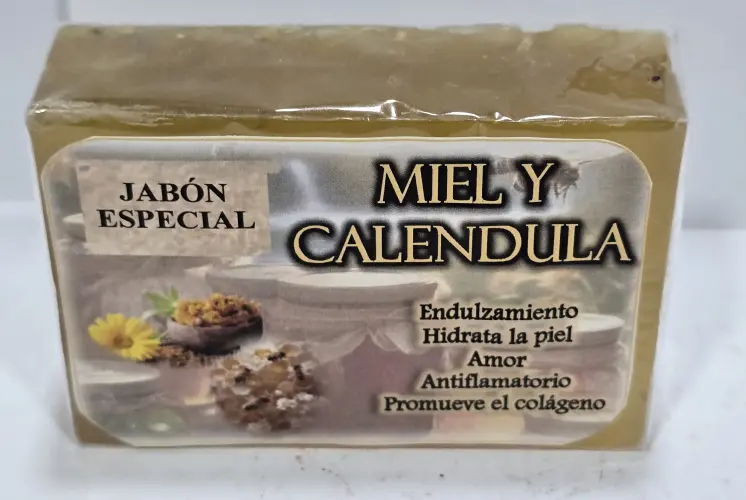 JABÓN
ESPECIAL
MIEL Y
CALENDULA
Endulzamiento
Hidrata la piel
Amor
Antiflamatorio
Promueve el colágeno